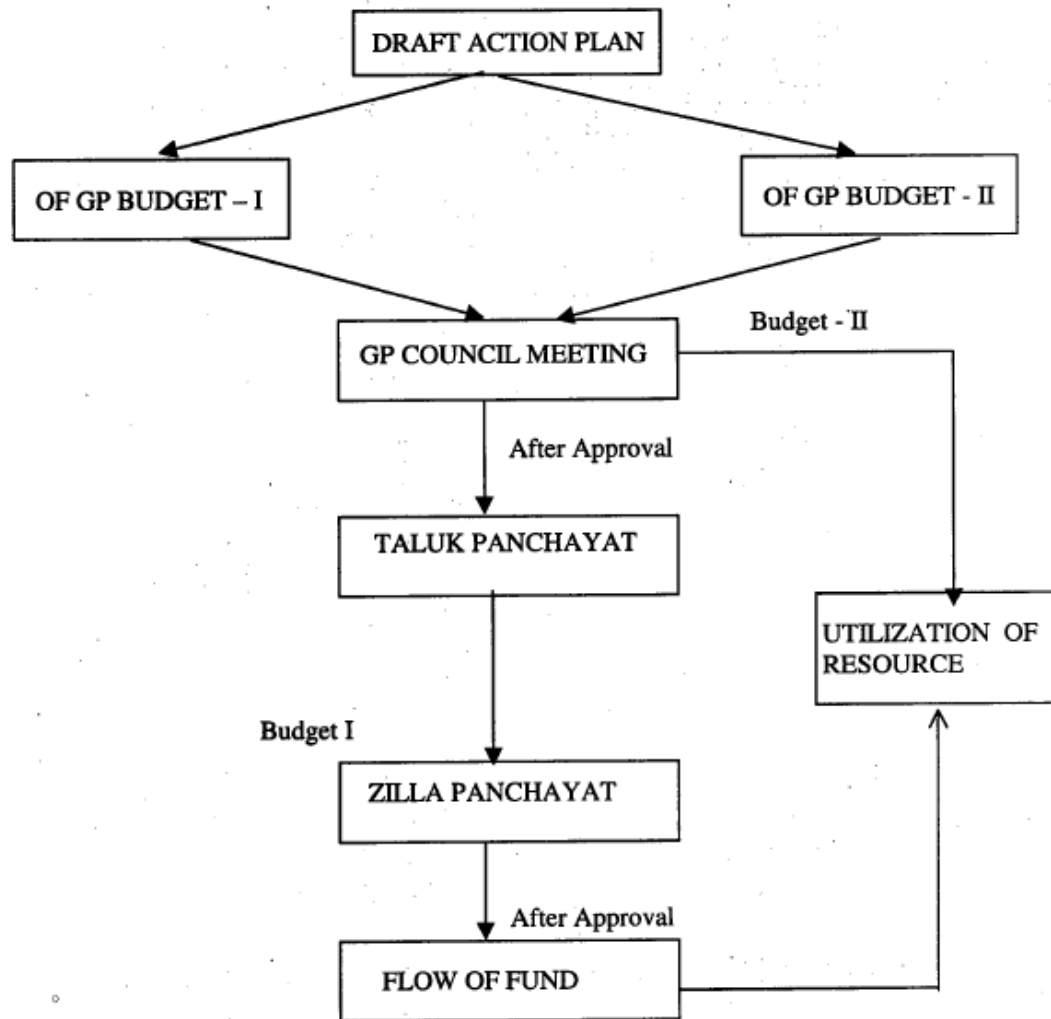 DRAFT ACTION PLAN
OF GP BUDGET – I
OF GP BUDGET - II
Budget - II
GP COUNCIL MEETING
After Approval
TALUK PANCHAYAT
UTILIZATION OF
RESOURCE
Budget I
ZILLA PANCHAYAT
After Approval
FLOW OF FUND